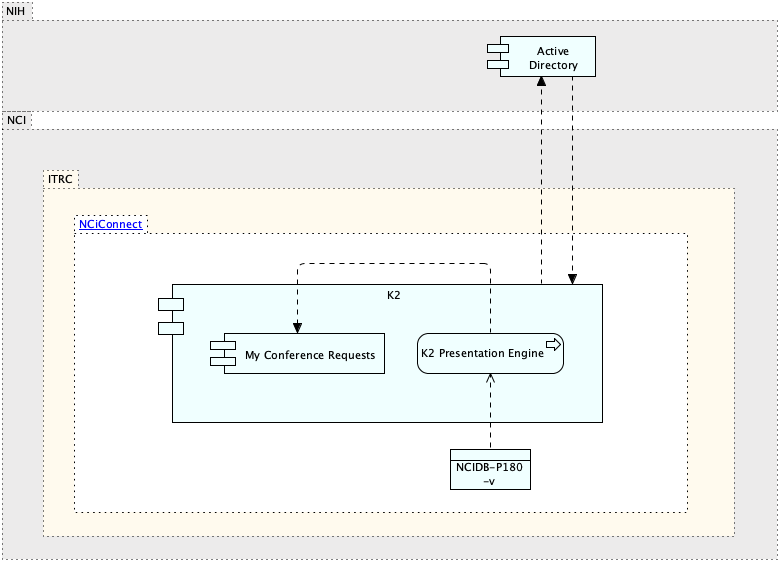 NIH
Active
Directory
NCI
ITRC
NCiConnect
K2
My Conference Requests
K2 Presentation Engine
NCIDB-P180
-v